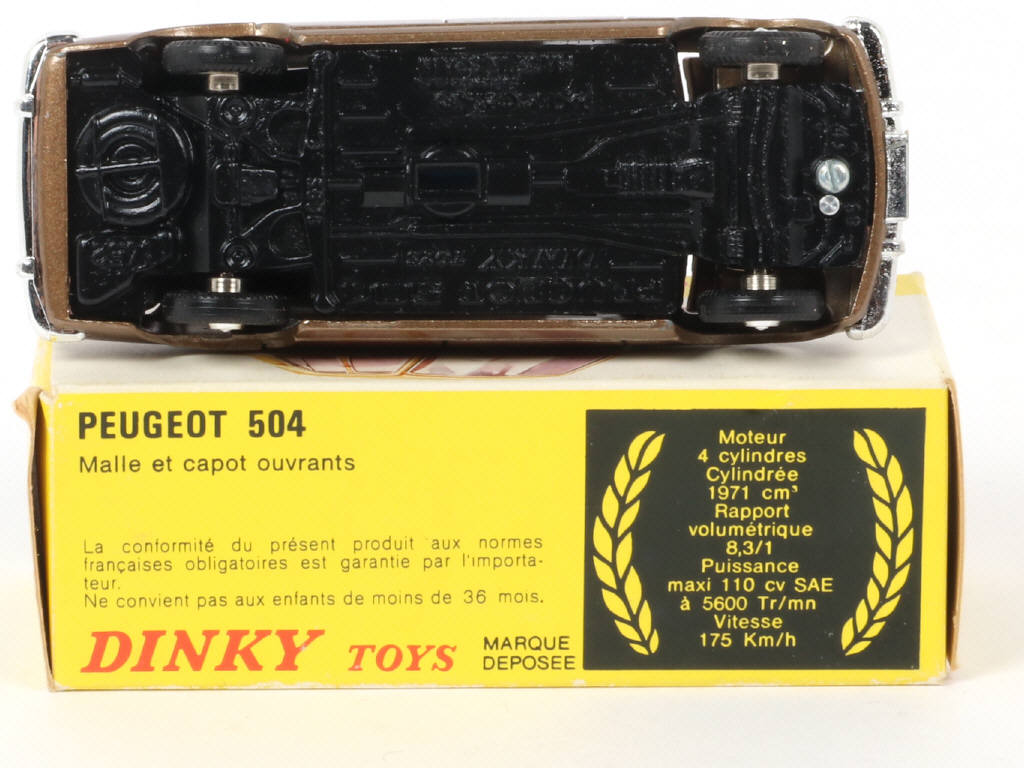 PEUGEOT 504
Malle et capot ouvrants
La conformité du présent produit aux normes
françaises obligatoires est garantie par l'importa-
teur.
Ne convient pas aux enfants de moins de 36 mois.
DINKY TOYS
MARQUE
DEPOSEE
Moteur
4 cylindres
Cylindrée
1971 cm³
Rapport
volumétrique
8,3/1
Puissance
maxi 110 cv SAE
à 5600 Tr/mn
Vitesse
175 Km/h